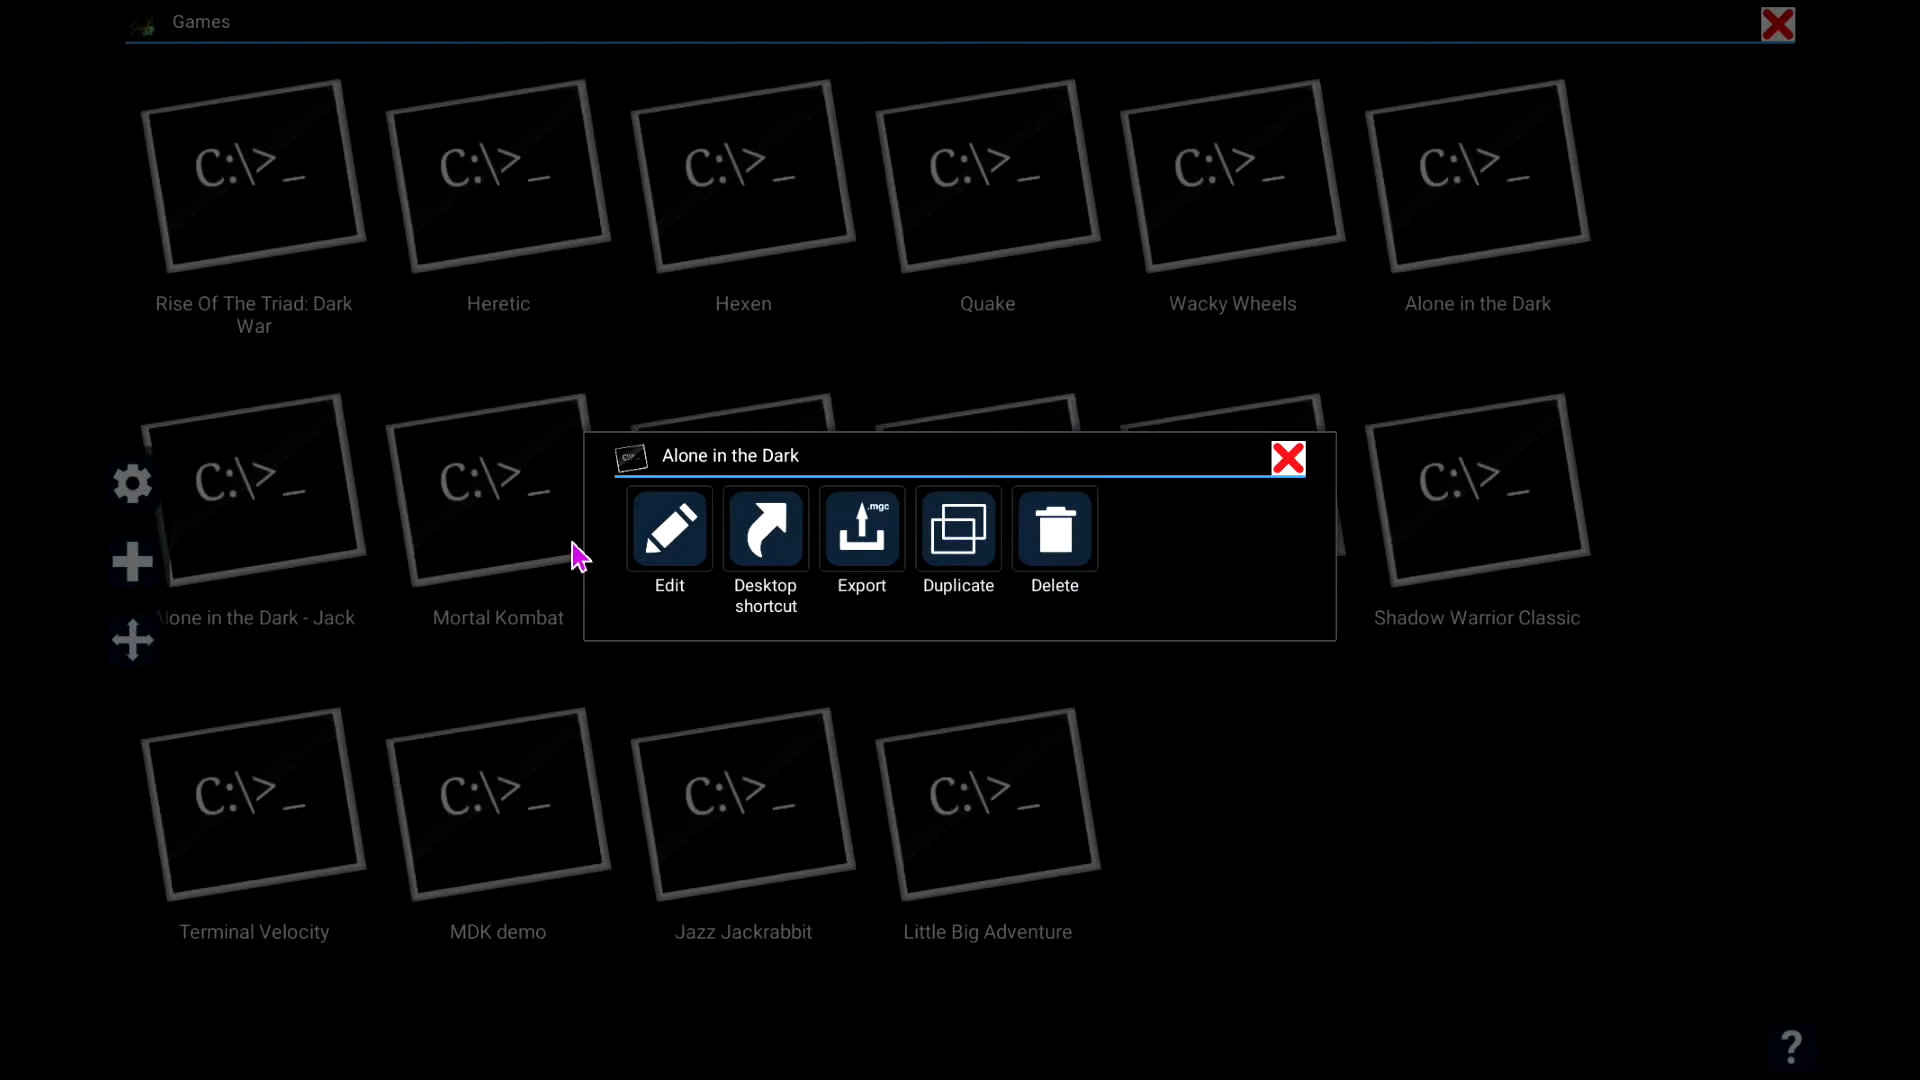 Games
C:\>_ C:\>_ C:\>_ C:\>_ C:\>_ C:\>_
Rise Of The Triad: Dark
War
Heretic
Hexen
Quake
Wacky Wheels
Alone in the Dark
C:\>_ C:\>_ C:\>_
lone in the Dark - Jack
Mortal Kombat
Shadow Warrior Classic
Alone in the Dark
.mgc
Edit
Desktop
shortcut
Export
Duplicate
Delete
C:\>_ C:\>_ C:\>_ C:\>_
Terminal Velocity
MDK demo
Jazz Jackrabbit
Little Big Adventure
?